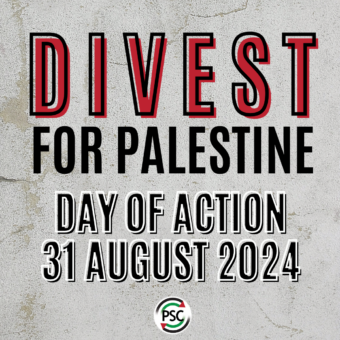 DIVEST
FOR PALESTINE
DAY OF ACTION
31 AUGUST 2024
PSC